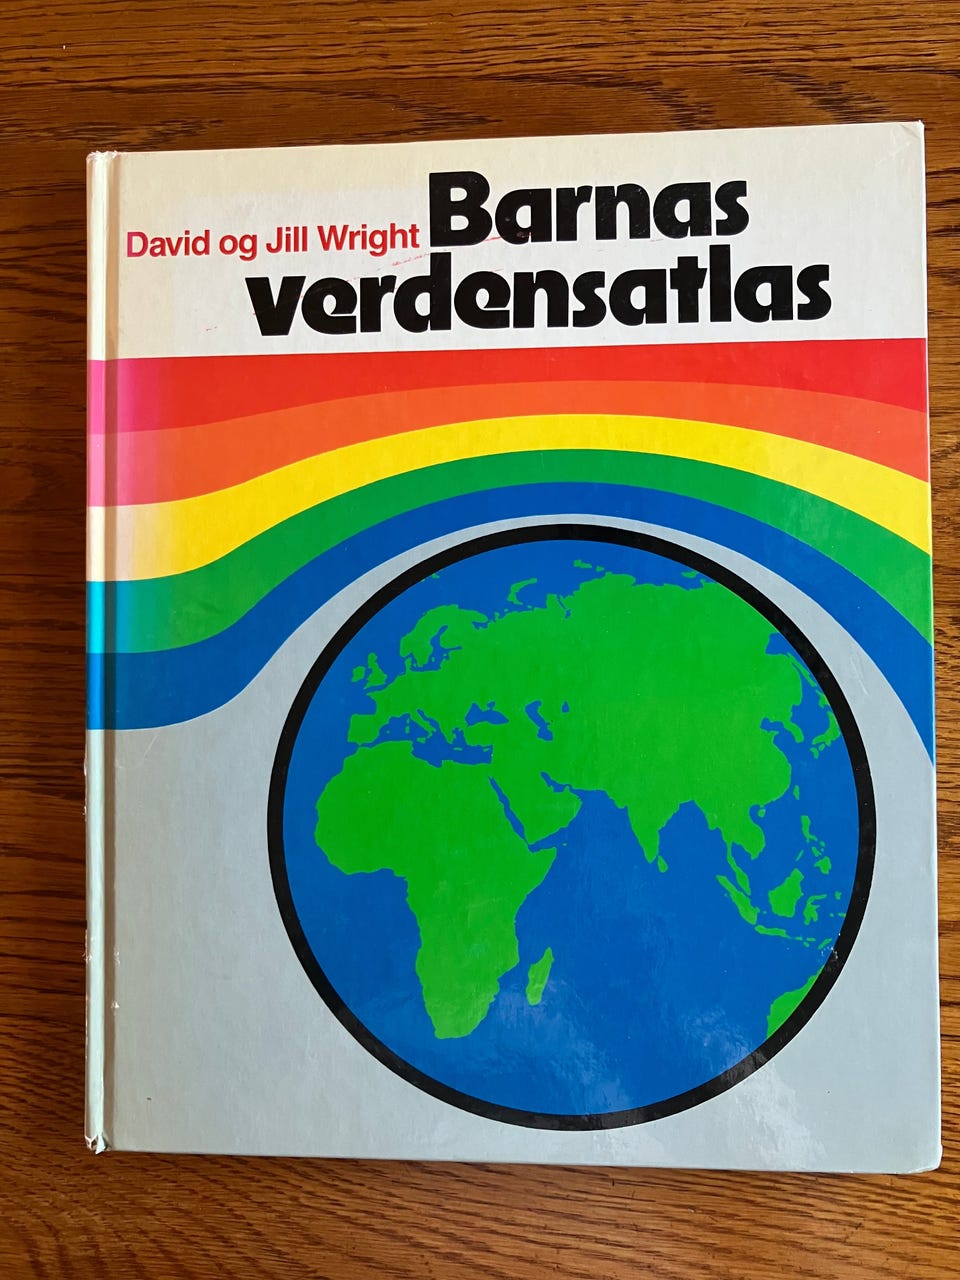 David og Jill Wright Barnas
verdensatlas